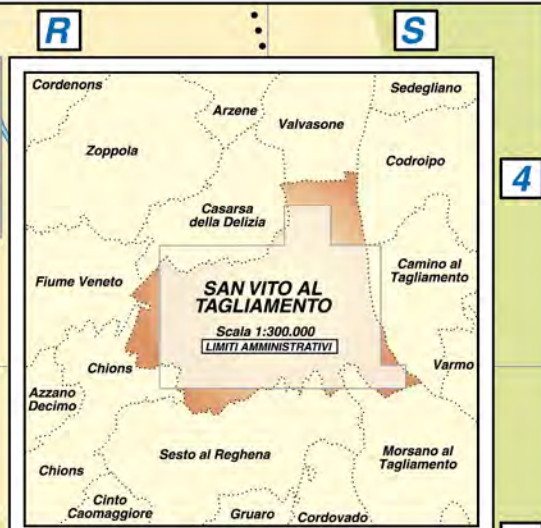 R
S
4
Cordenons
Sedegliano
Arzene
Valvasone
Zoppola
Codroipo
Casarsa
della Delizia
Camino al
Tagliamento
Fiume Veneto
SAN VITO AL
TAGLIAMENTO
Scala 1:300.000
LIMITI AMMINISTRATIVI
Chions
Varmo
Azzano
Decimo
Sesto al Reghena
Morsano al
Tagliamento
Chions
Cinto
Caomaggiore
Gruaro
Cordovado